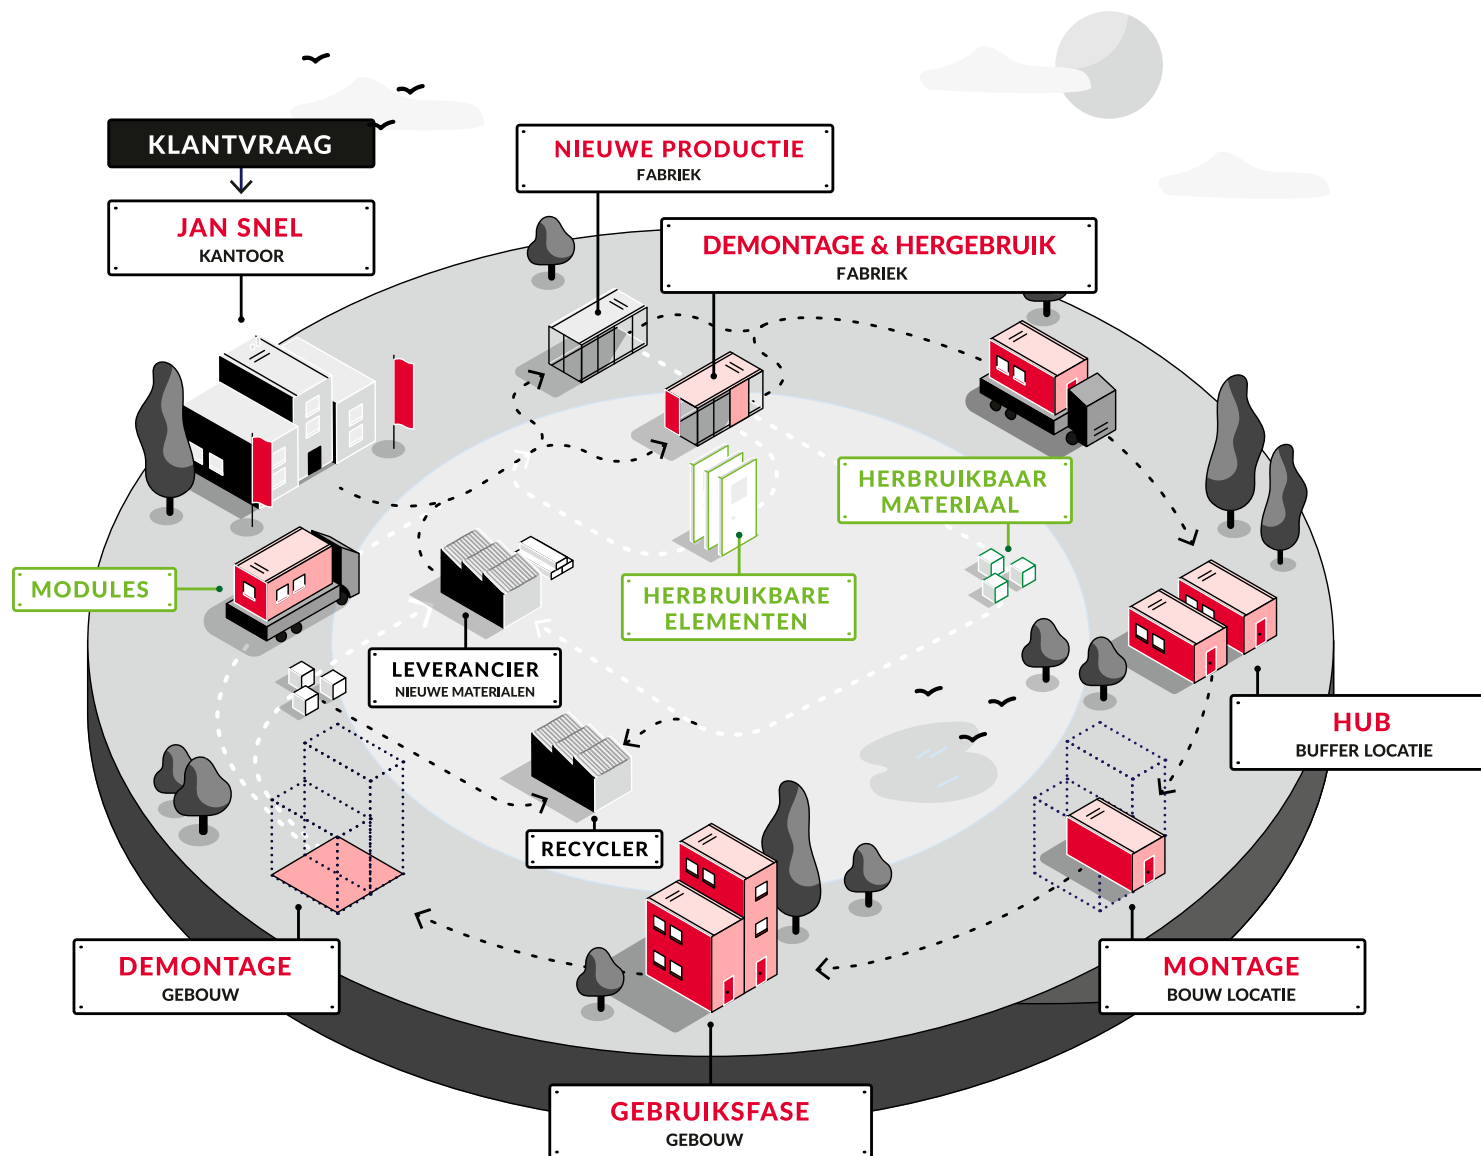 KLANTVRAAG
JAN SNEL
KANTOOR
NIEUWE PRODUCTIE
FABRIEK
DEMONTAGE & HERGEBRUIK
FABRIEK
HERBRUIKBAAR
MATERIAAL
MODULES
HERBRUIKBARE
ELEMENTEN
LEVERANCIER
NIEUWE MATERIALEN
HUB
BUFFER LOCATIE
RECYCLER
DEMONTAGE
GEBOUW
MONTAGE
BOUW LOCATIE
GEBRUIKSFASE
GEBOUW